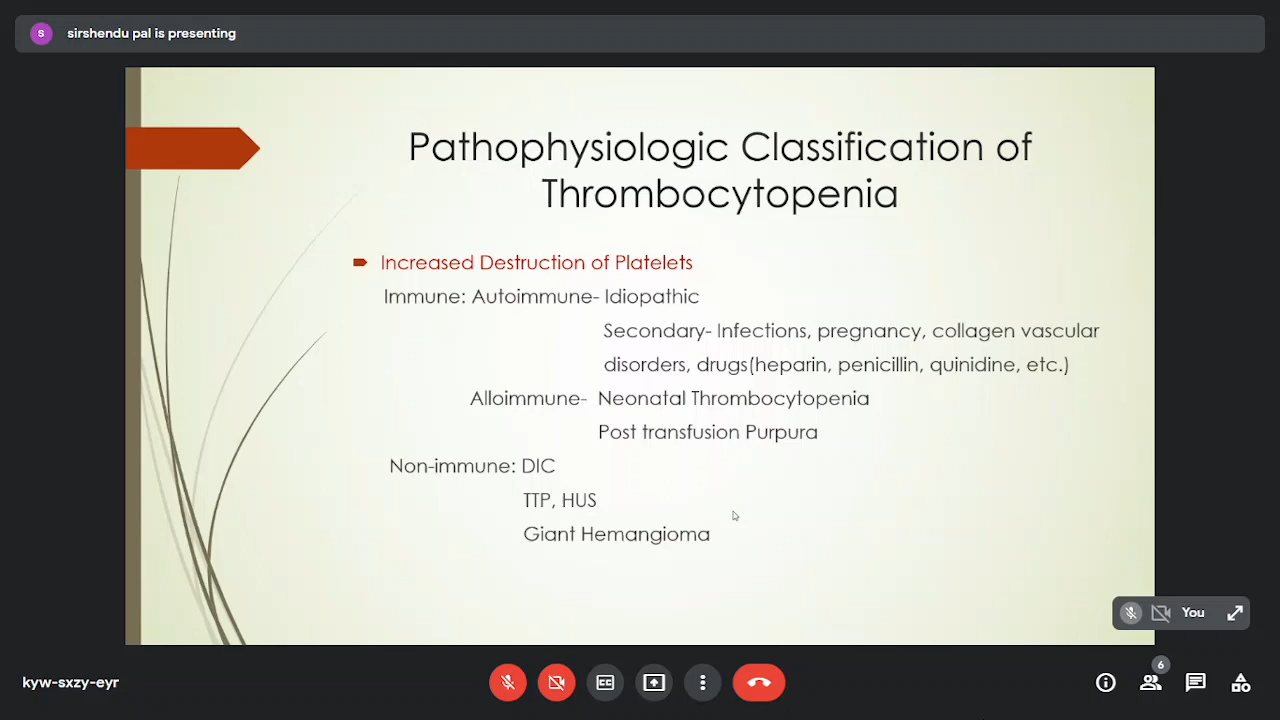 S sirshendu pal is presenting
Pathophysiologic Classification of
Thrombocytopenia
Increased Destruction of Platelets
Immune: Autoimmune- Idiopathic
Secondary- Infections, pregnancy, collagen vascular
disorders, drugs(heparin, penicillin, quinidine, etc.)
Alloimmune- Neonatal Thrombocytopenia
Post transfusion Purpura
Non-immune: DIC
TTP, HUS
Giant Hemangioma
You
kyw-sxzy-eyr
CC
6